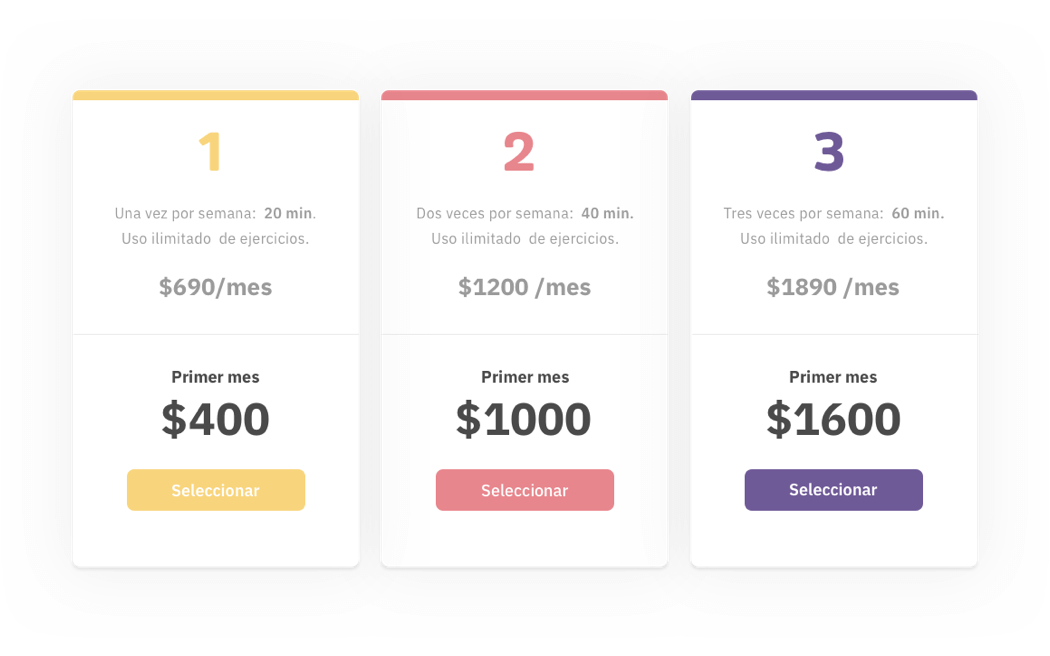 1
Una vez por semana: 20 min.
Uso ilimitado de ejercicios.
$690/mes
Primer mes
$400
Seleccionar
2
Dos veces por semana: 40 min.
Uso ilimitado de ejercicios.
$1200 /mes
Primer mes
$1000
Seleccionar
3
Tres veces por semana: 60 min.
Uso ilimitado de ejercicios.
$1890 /mes
Primer mes
$1600
Seleccionar